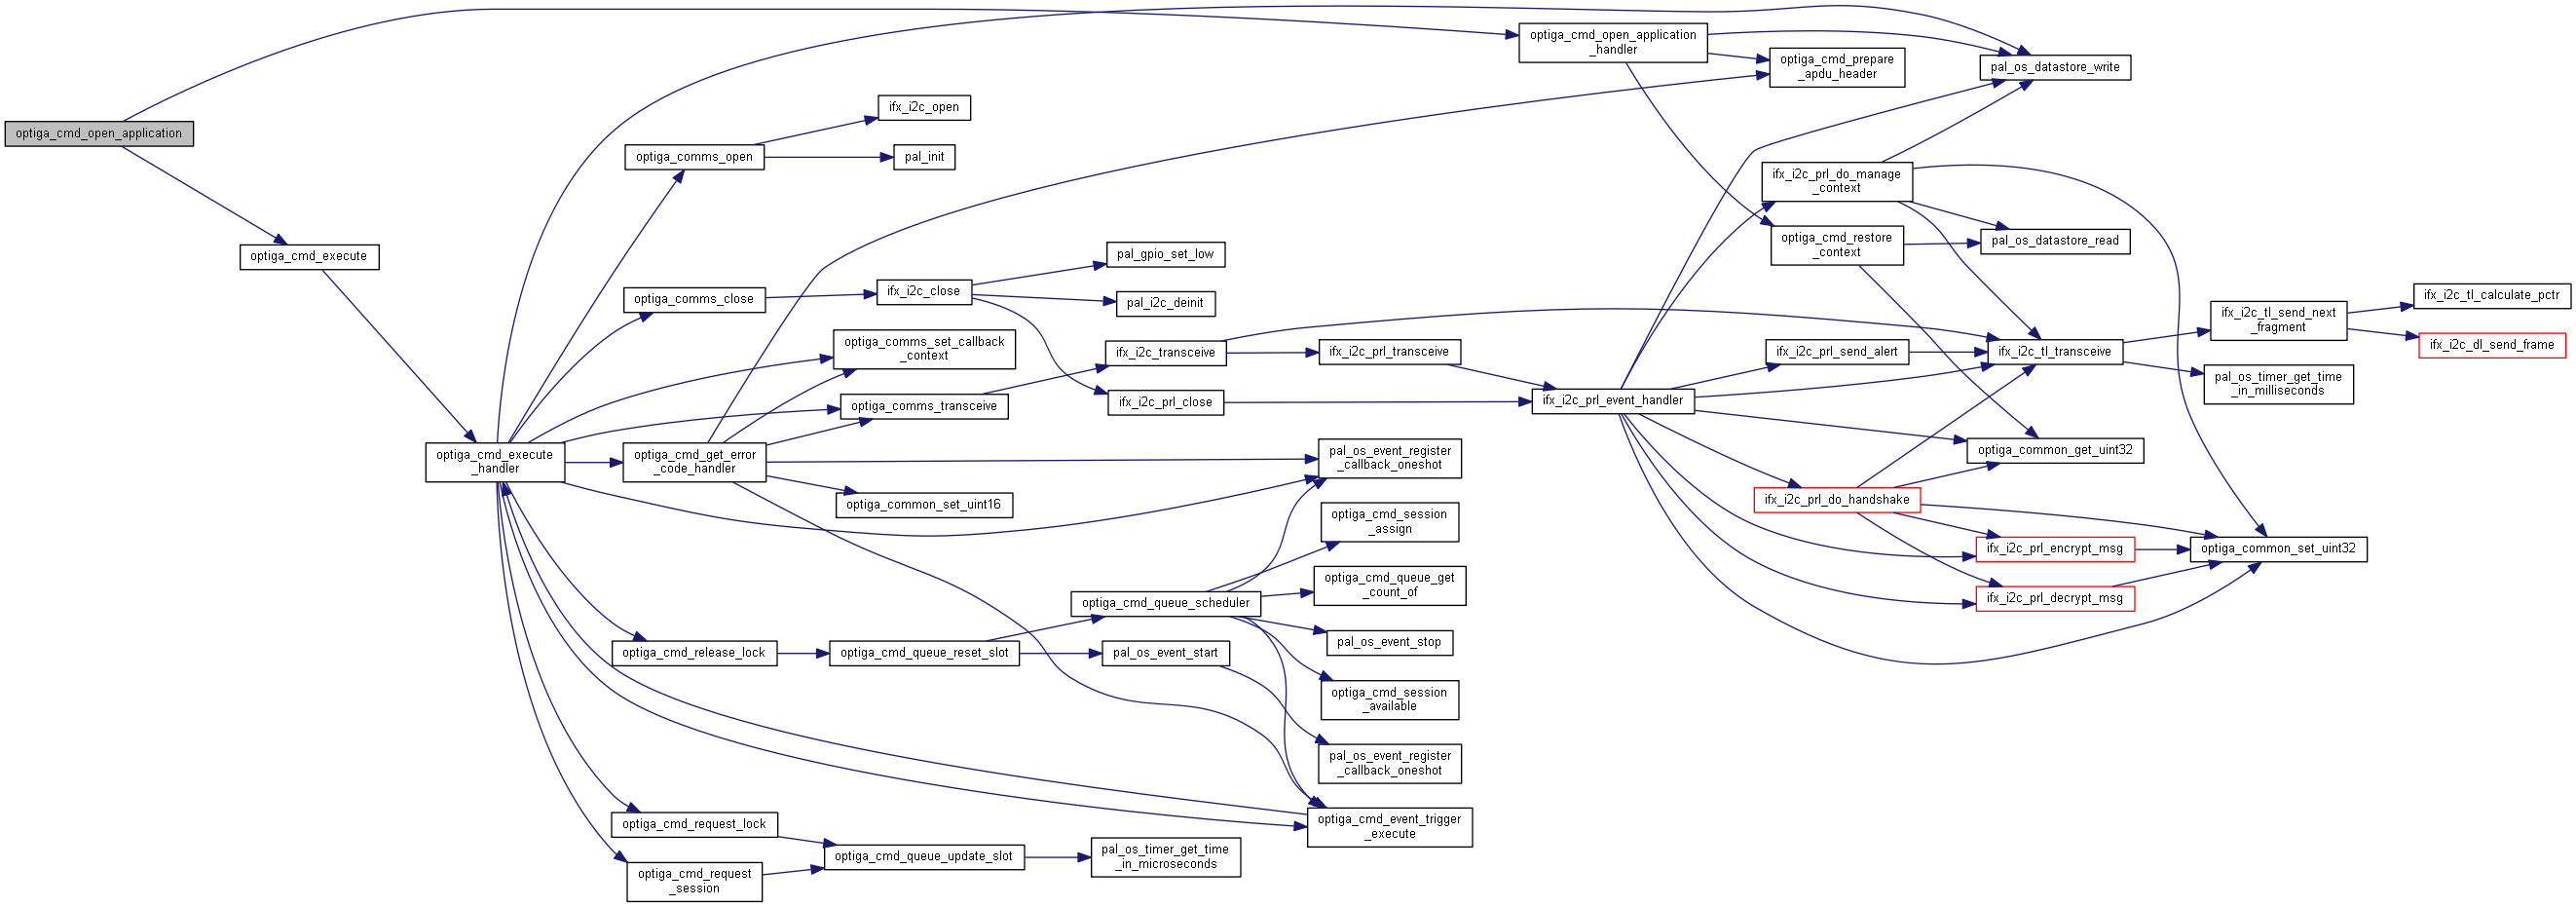 optiga_cmd_open_application
optiga_cmd_execute
optiga_cmd_execute
_handler
optiga_comms_open
ifx_i2c_open
pal_init
optiga_comms_close
ifx_i2c_close
pal_gpio_set_low
pal_i2c_deinit
optiga_comms_set_callback
_context
optiga_comms_transceive
ifx_i2c_transceive
ifx_i2c_prl_transceive
ifx_i2c_prl_close
optiga_cmd_get_error
_code_handler
optiga_common_set_uint16
pal_os_event_register
_callback_oneshot
optiga_cmd_session
_assign
optiga_cmd_queue_get
_count_of
optiga_cmd_queue_scheduler
pal_os_event_stop
optiga_cmd_release_lock
optiga_cmd_queue_reset_slot
pal_os_event_start
optiga_cmd_session
_available
pal_os_event_register
_callback_oneshot
optiga_cmd_event_trigger
_execute
optiga_cmd_request_lock
optiga_cmd_queue_update_slot
pal_os_timer_get_time
_in_microseconds
optiga_cmd_request
_session
optiga_cmd_open_application
_handler
optiga_cmd_prepare
_apdu_header
pal_os_datastore_write
ifx_i2c_prl_do_manage
_context
optiga_cmd_restore
_context
pal_os_datastore_read
ifx_i2c_prl_send_alert
ifx_i2c_tl_transceive
ifx_i2c_prl_event_handler
optiga_common_get_uint32
ifx_i2c_prl_do_handshake
ifx_i2c_prl_encrypt_msg
ifx_i2c_prl_decrypt_msg
optiga_common_set_uint32
ifx_i2c_tl_send_next
_fragment
ifx_i2c_tl_calculate_pctr
ifx_i2c_dl_send_frame
pal_os_timer_get_time
_in_milliseconds